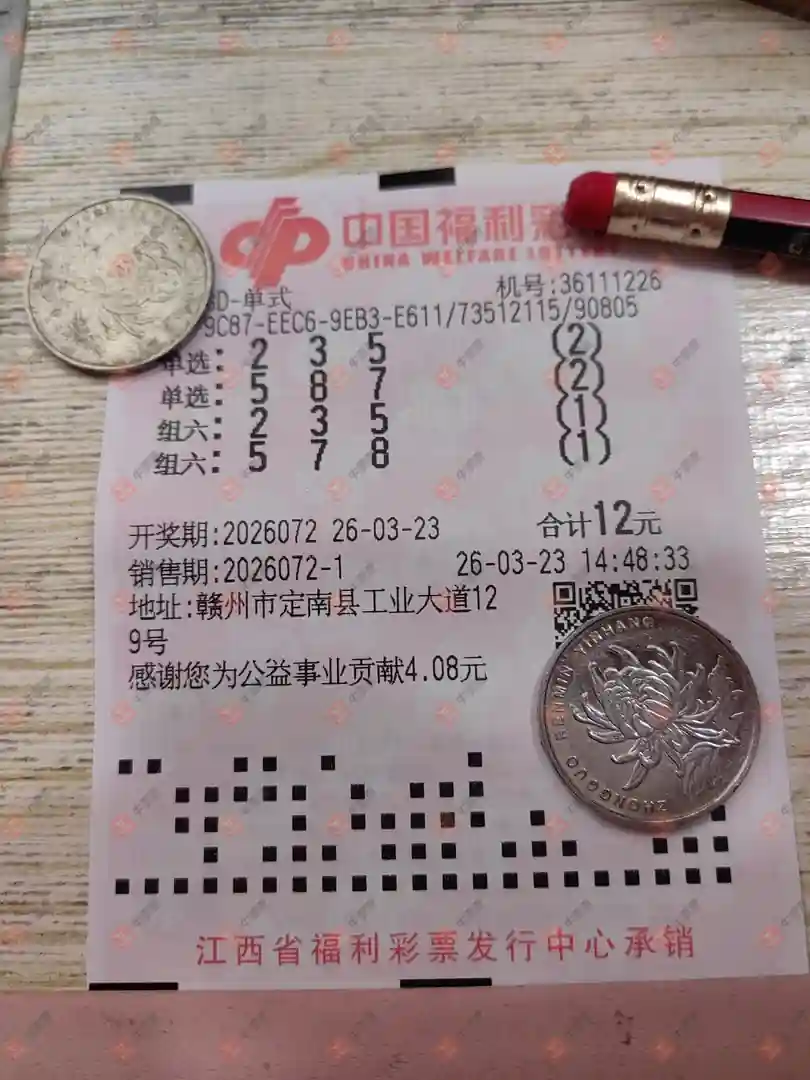 中国福利彩
CHINA WELFARE LOTTERY
D-单式 机号:36111226
9C87-EEC6-9EB3-E611/73512115/90805
单选: 2 3 5 (2)
单选: 5 8 7 (2)
组六: 2 3 5 (1)
组六: 5 7 8 (1)
开奖期:2026072 26-03-23 合计12元
销售期:2026072-1 26-03-23 14:48:33
地址:赣州市定南县工业大道12
9号
感谢您为公益事业贡献4.08元
ZHONGGUO RENMIN YINHANG
江西省福利彩票发行中心承销